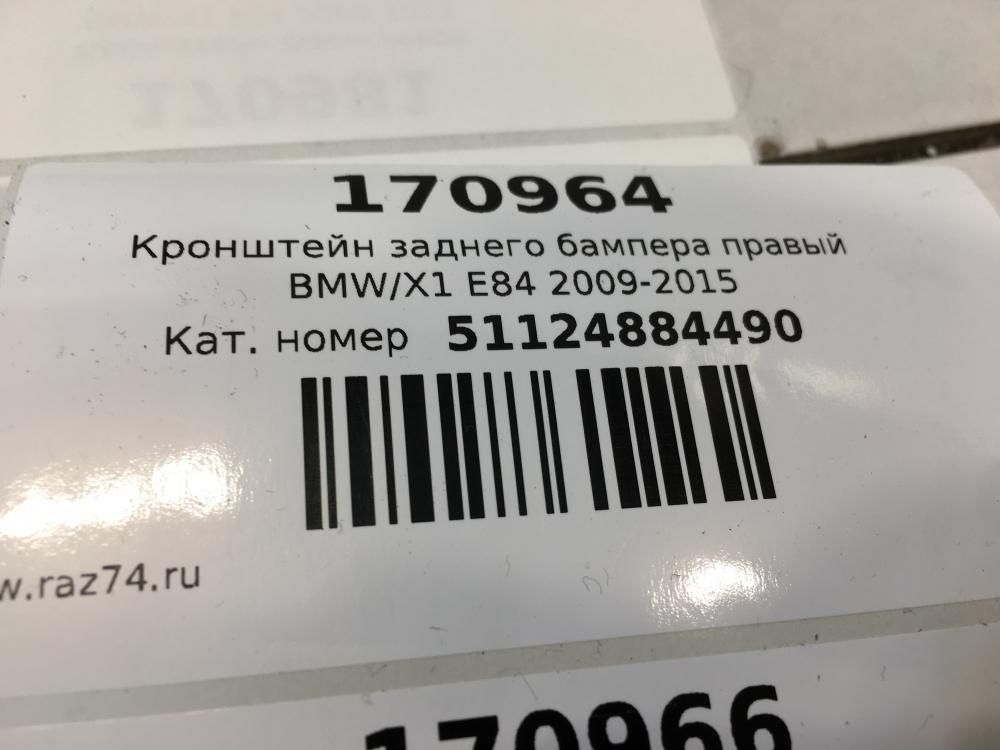 170964
Кронштейн заднего бампера правый
BMW/X1 E84 2009-2015
Кат. номер 51124884490
w.raz74.ru
170966